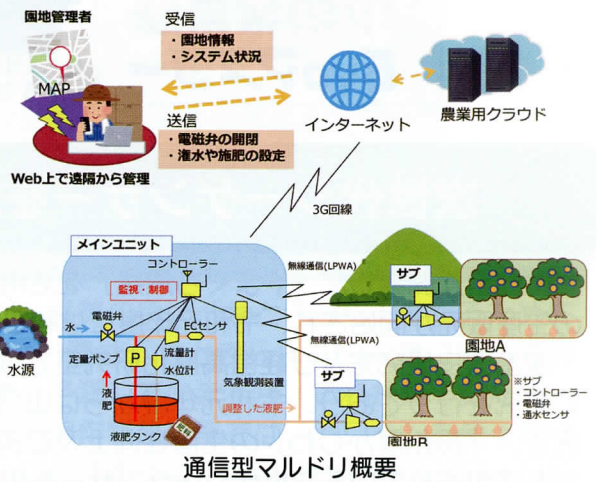 園地管理者
MAP
Web上で遠隔から管理
受信
・園地情報
・システム状況
送信
・電磁弁の開閉
・潅水や施肥の設定
インターネット
農業用クラウド
3G回線
メインユニット
コントローラー
監視・制御
電磁弁
水
水源
ECセンサ
定量ポンプ
P
流量計
水位計
液肥
液肥タンク
肥料
気象観測装置
調整した液肥
無線通信(LPWA)
無線通信(LPWA)
サブ
園地A
サブ
園地B
※サブ
・コントローラー
・電磁弁
・通水センサ
通信型マルドリ概要